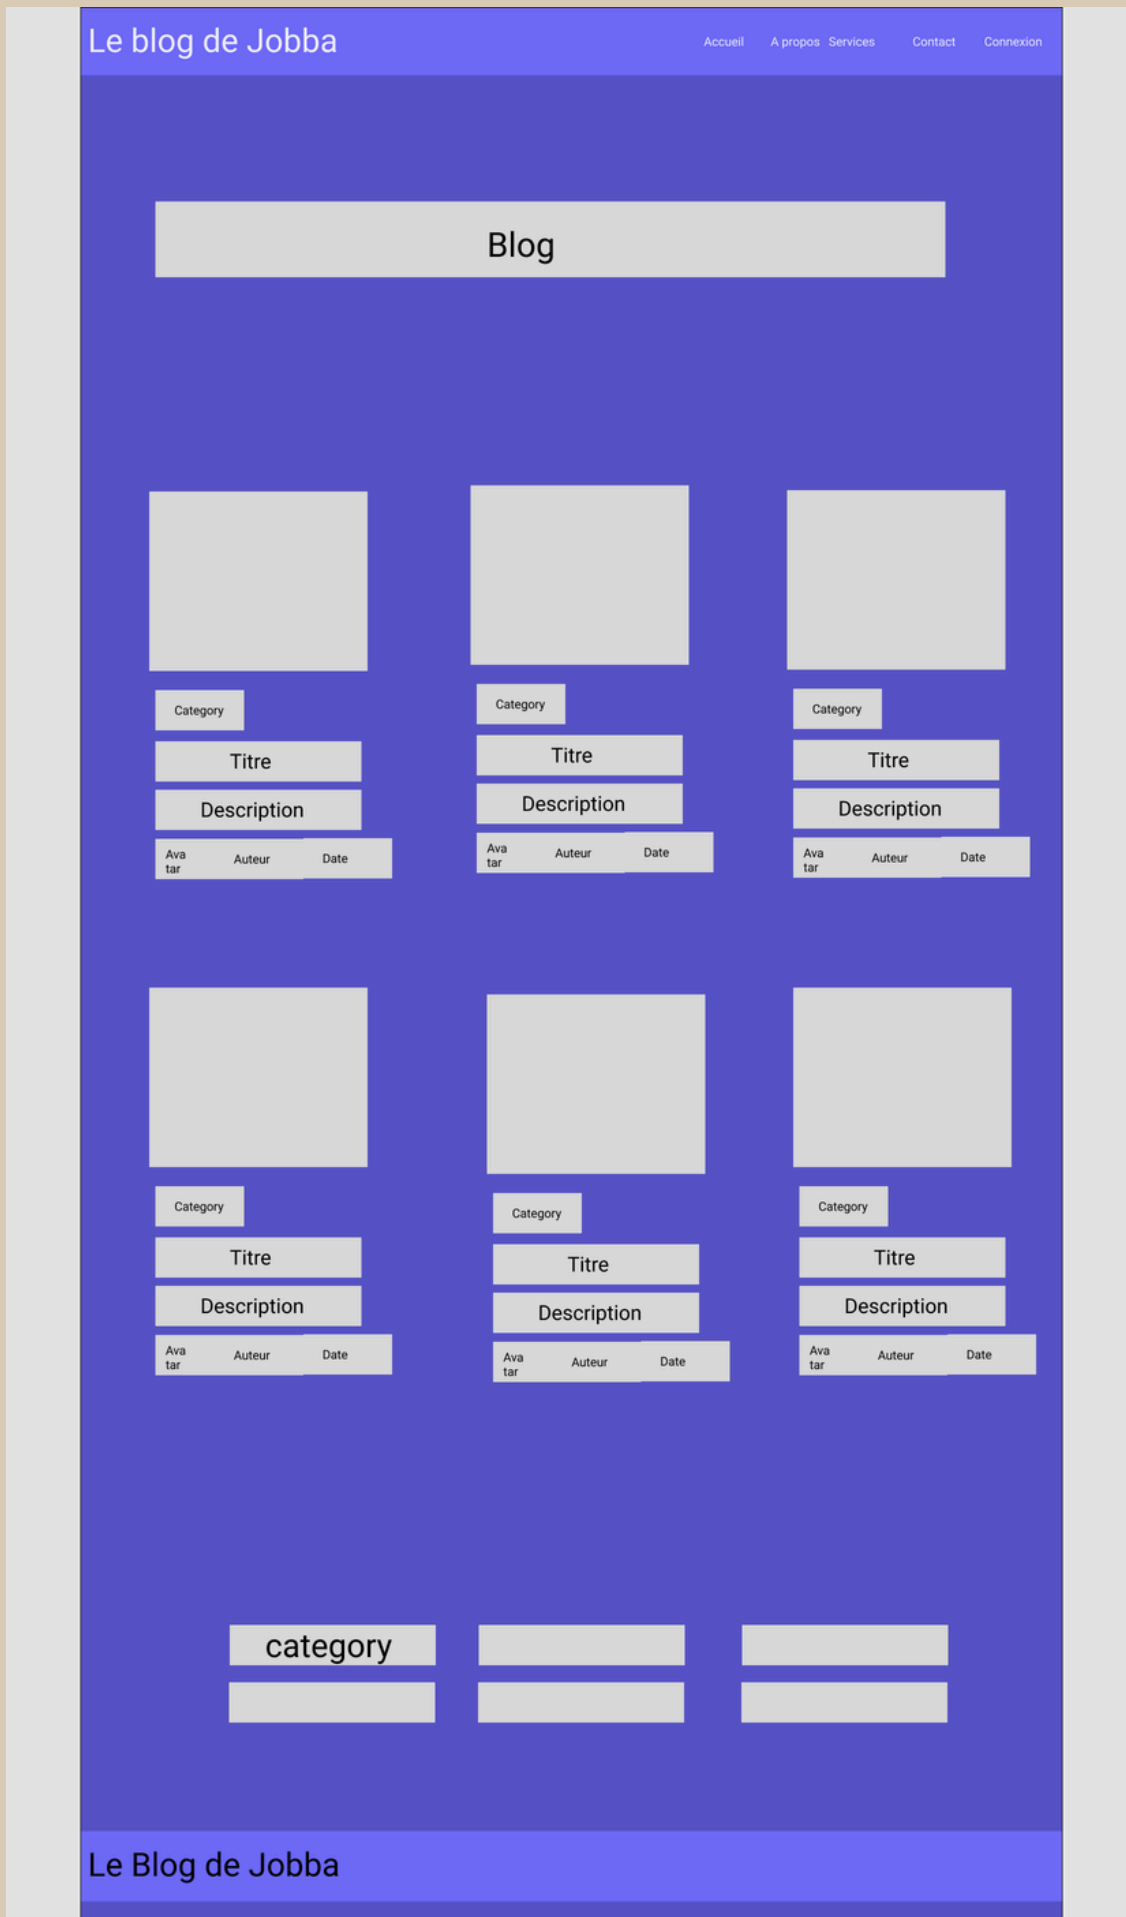 Le blog de Jobba
Accueil A propos Services Contact Connexion
Blog
Category
Titre
Description
Ava
tar
Auteur
Date
Category
Titre
Description
Ava
tar
Auteur
Date
Category
Titre
Description
Ava
tar
Auteur
Date
Category
Titre
Description
Ava
tar
Auteur
Date
Category
Titre
Description
Ava
tar
Auteur
Date
Category
Titre
Description
Ava
tar
Auteur
Date
category
Le Blog de Jobba